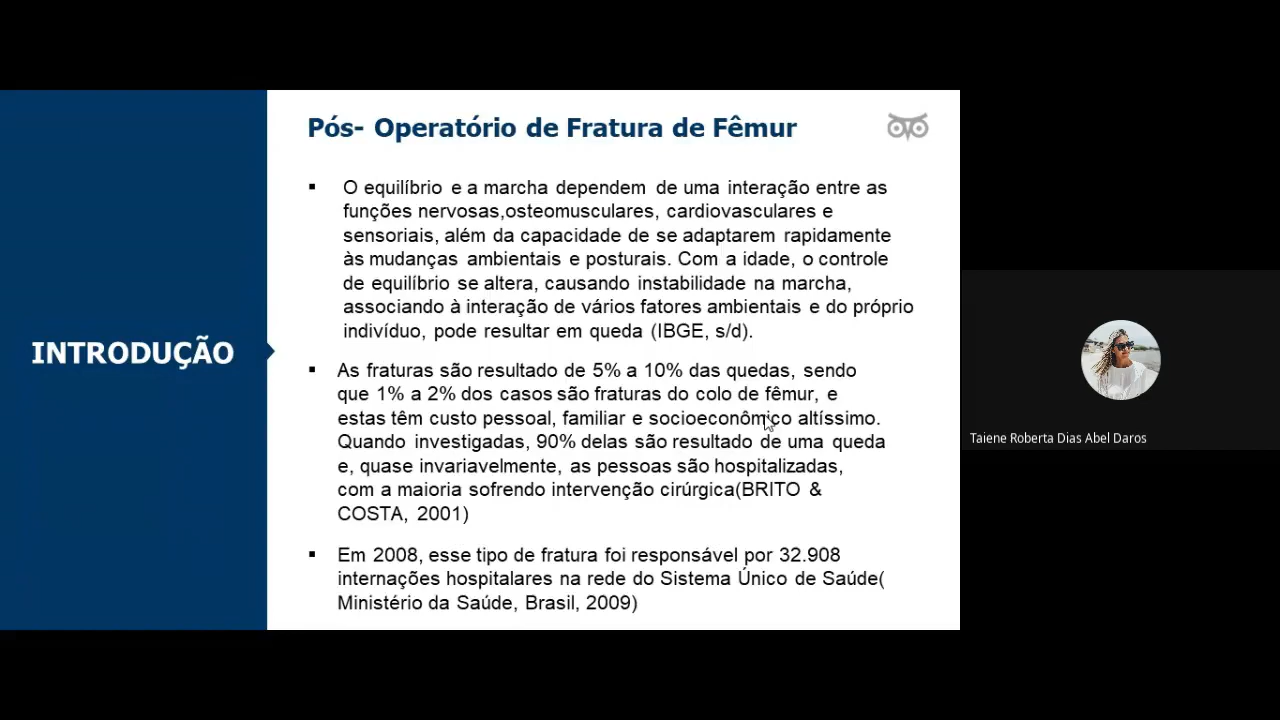 Pós- Operatório de Fratura de Fêmur
INTRODUÇÃO
▪ O equilíbrio e a marcha dependem de uma interação entre as
funções nervosas,osteomusculares, cardiovasculares e
sensoriais, além da capacidade de se adaptarem rapidamente
às mudanças ambientais e posturais. Com a idade, o controle
de equilíbrio se altera, causando instabilidade na marcha,
associando à interação de vários fatores ambientais e do próprio
indivíduo, pode resultar em queda (IBGE, s/d).
▪ As fraturas são resultado de 5% a 10% das quedas, sendo
que 1% a 2% dos casos são fraturas do colo de fêmur, e
estas têm custo pessoal, familiar e socioeconômico altíssimo.
Quando investigadas, 90% delas são resultado de uma queda
e, quase invariavelmente, as pessoas são hospitalizadas,
com a maioria sofrendo intervenção cirúrgica(BRITO &
COSTA, 2001)
▪ Em 2008, esse tipo de fratura foi responsável por 32.908
internações hospitalares na rede do Sistema Único de Saúde(
Ministério da Saúde, Brasil, 2009)
Taiene Roberta Dias Abel Daros